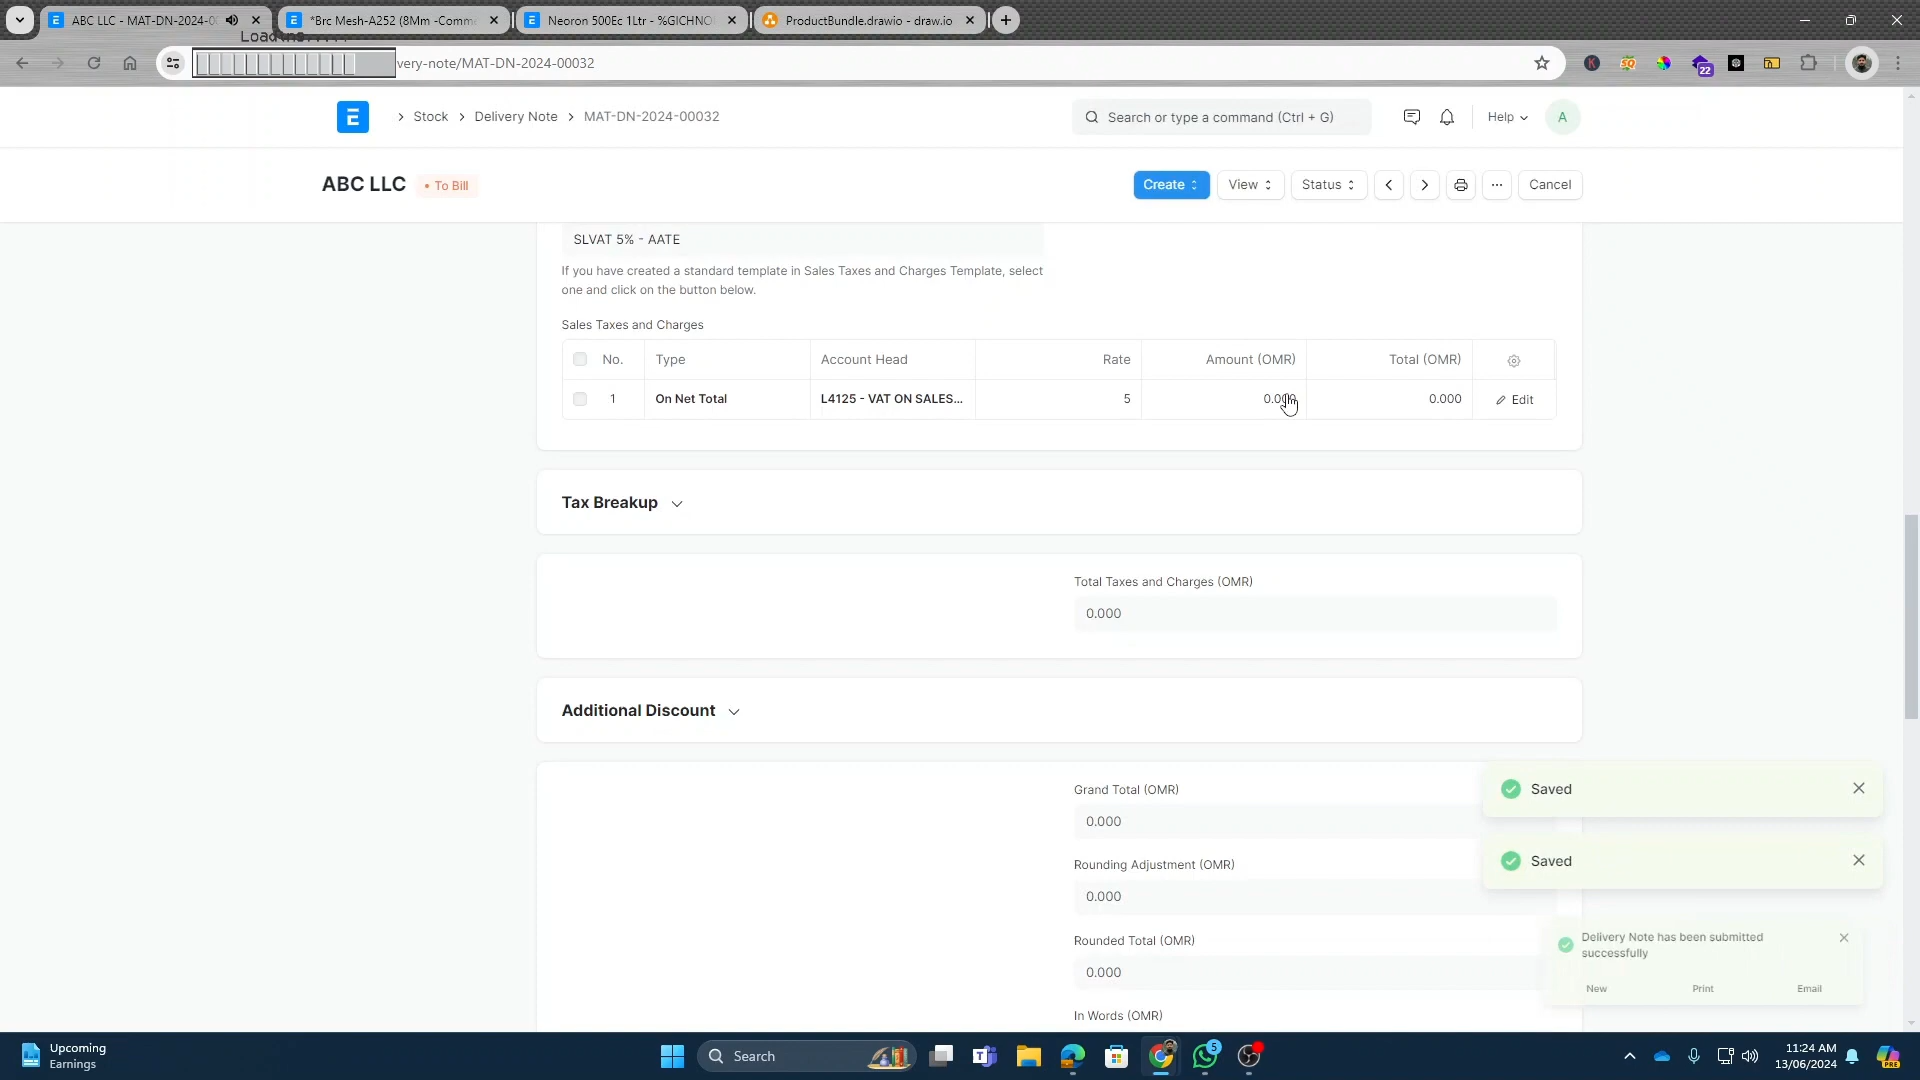 ABC LLC - MAT-DN-2024-00
*Brc Mesh-A252 (8Mm -Comme
Neoron 500Ec 1Ltr - %GICHNO
ProductBundle.drawio - draw.io
very-note/MAT-DN-2024-00032
22
E
Stock
Delivery Note
MAT-DN-2024-00032
Search or type a command (Ctrl + G)
Help
A
ABC LLC
• To Bill
Create
View
Status
Cancel
SLVAT 5% - AATE
If you have created a standard template in Sales Taxes and Charges Template, select
one and click on the button below.
Sales Taxes and Charges
No. Type Account Head Rate Amount (OMR) Total (OMR)
1 On Net Total L4125 - VAT ON SALES... 5 0.000 0.000 Edit
Tax Breakup
Total Taxes and Charges (OMR)
0.000
Additional Discount
Grand Total (OMR)
0.000
Rounding Adjustment (OMR)
0.000
Rounded Total (OMR)
0.000
In Words (OMR)
Saved
Saved
Delivery Note has been submitted
successfully
New Print Email
Upcoming
Earnings
Search
5
11:24 AM
13/06/2024